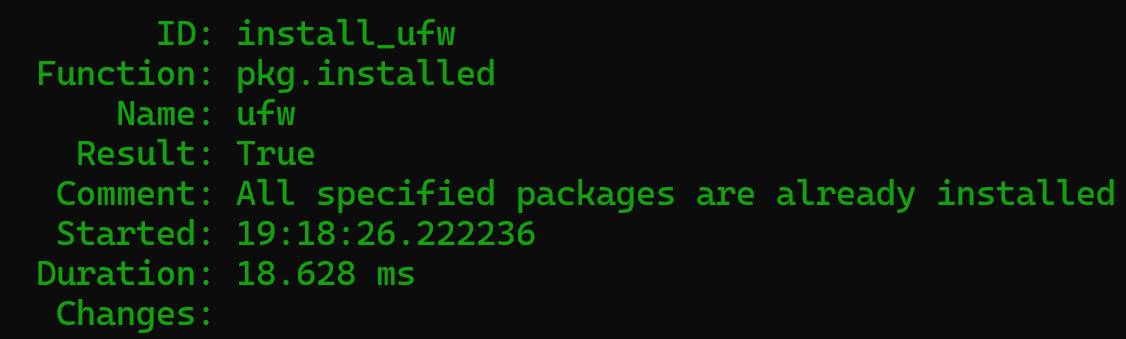 ID: install_ufw
Function: pkg.installed
Name: ufw
Result: True
Comment: All specified packages are already installed
Started: 19:18:26.222236
Duration: 18.628 ms
Changes: